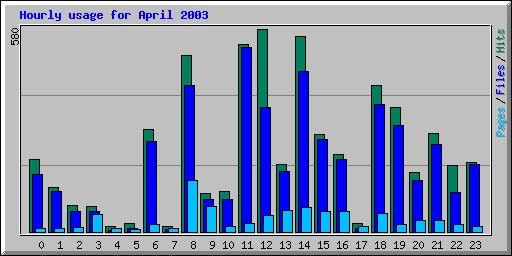 Hourly usage for April 2003
580
Pages / Files / Hits
0 1 2 3 4 5 6 7 8 9 10 11 12 13 14 15 16 17 18 19 20 21 22 23